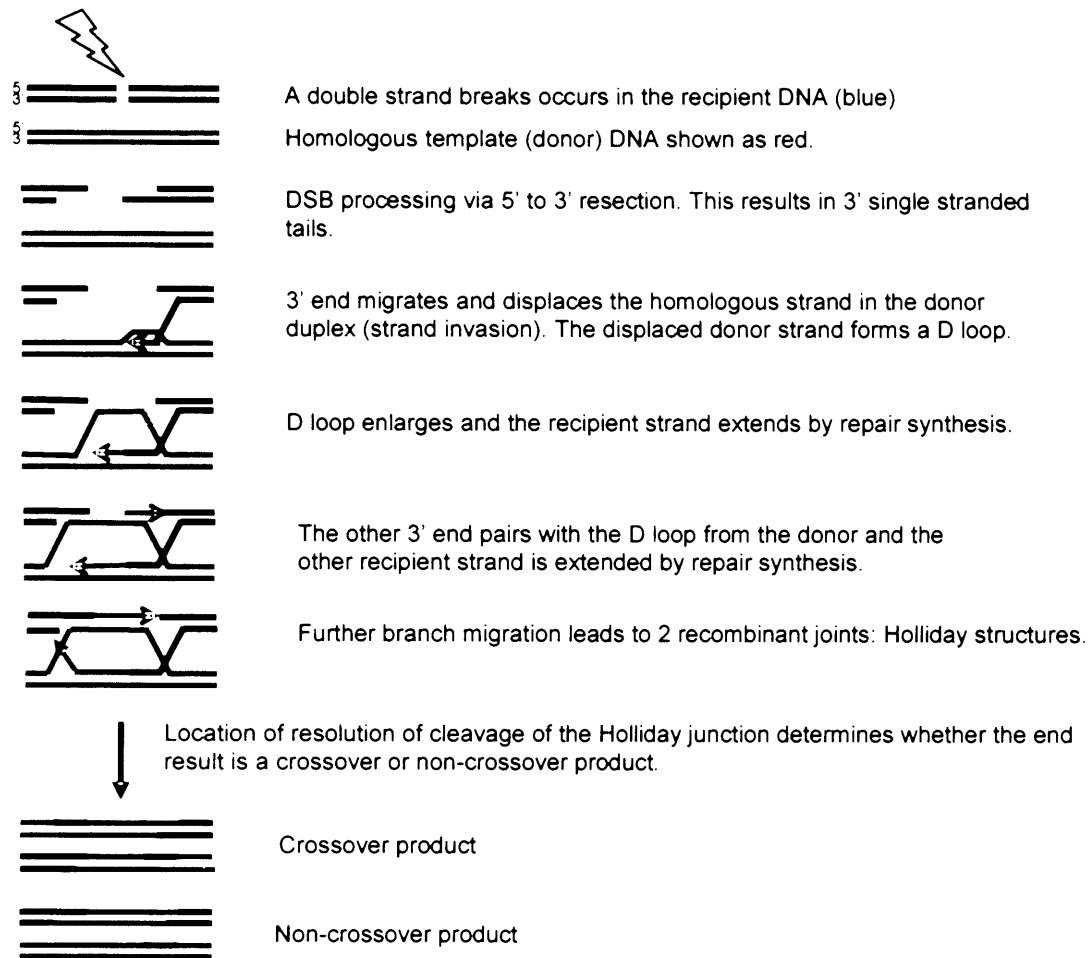 5
3
A double strand breaks occurs in the recipient DNA (blue)
5
3
Homologous template (donor) DNA shown as red.
DSB processing via 5' to 3' resection. This results in 3' single stranded
tails.
3' end migrates and displaces the homologous strand in the donor
duplex (strand invasion). The displaced donor strand forms a D loop.
D loop enlarges and the recipient strand extends by repair synthesis.
The other 3' end pairs with the D loop from the donor and the
other recipient strand is extended by repair synthesis.
Further branch migration leads to 2 recombinant joints: Holliday structures.
Location of resolution of cleavage of the Holliday junction determines whether the end
result is a crossover or non-crossover product.
Crossover product
Non-crossover product